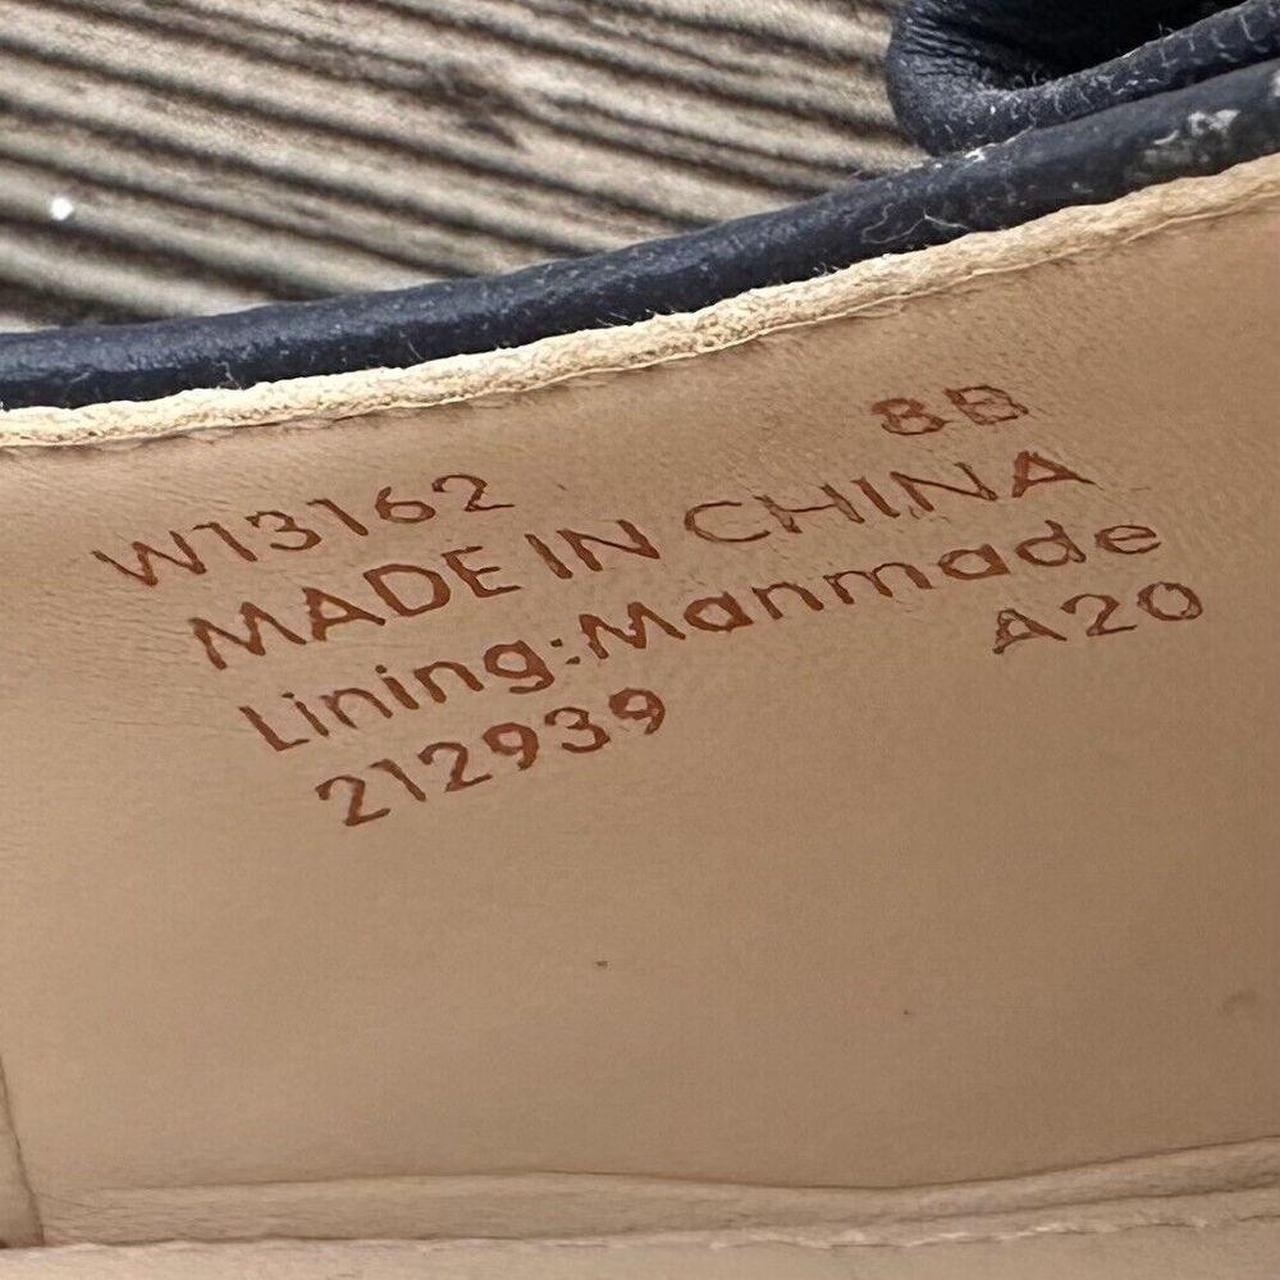 W13162 8B
MADE IN CHINA
Lining:Manmade
212939 A20